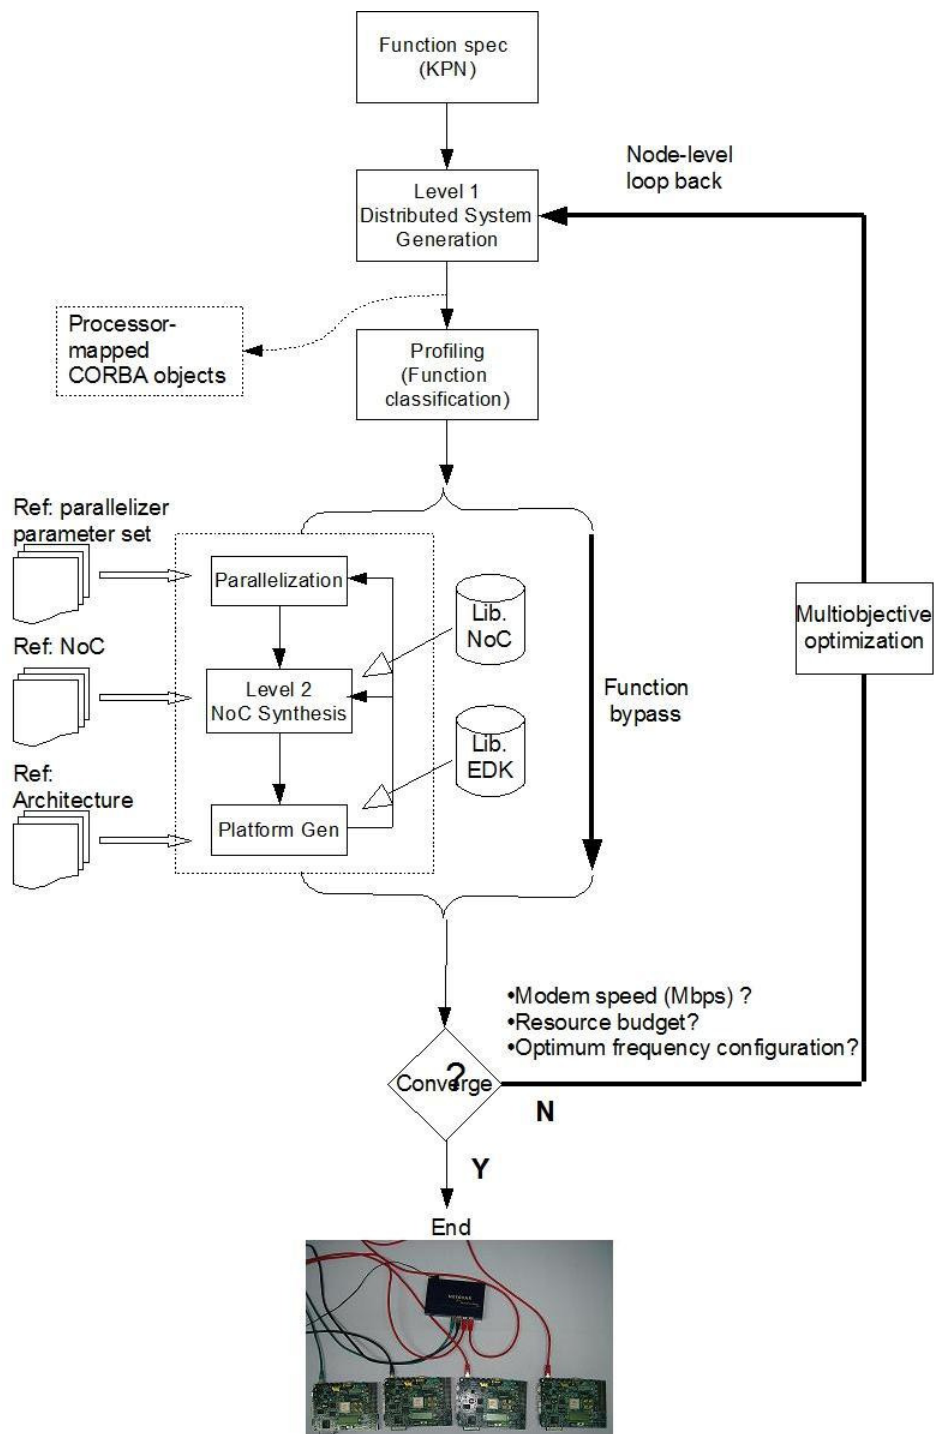 Function spec
(KPN)
Node-level
loop back
Level 1
Distributed System
Generation
Processor-
mapped
CORBA objects
Profiling
(Function
classification)
Ref: parallelizer
parameter set
Parallelization
Lib.
NoC
Multiobjective
optimization
Ref: NoC
Level 2
NoC Synthesis
Function
bypass
Lib.
EDK
Ref:
Architecture
Platform Gen
•Modem speed (Mbps) ?
•Resource budget?
•Optimum frequency configuration?
Converge
?
N
Y
End
NETGEAR